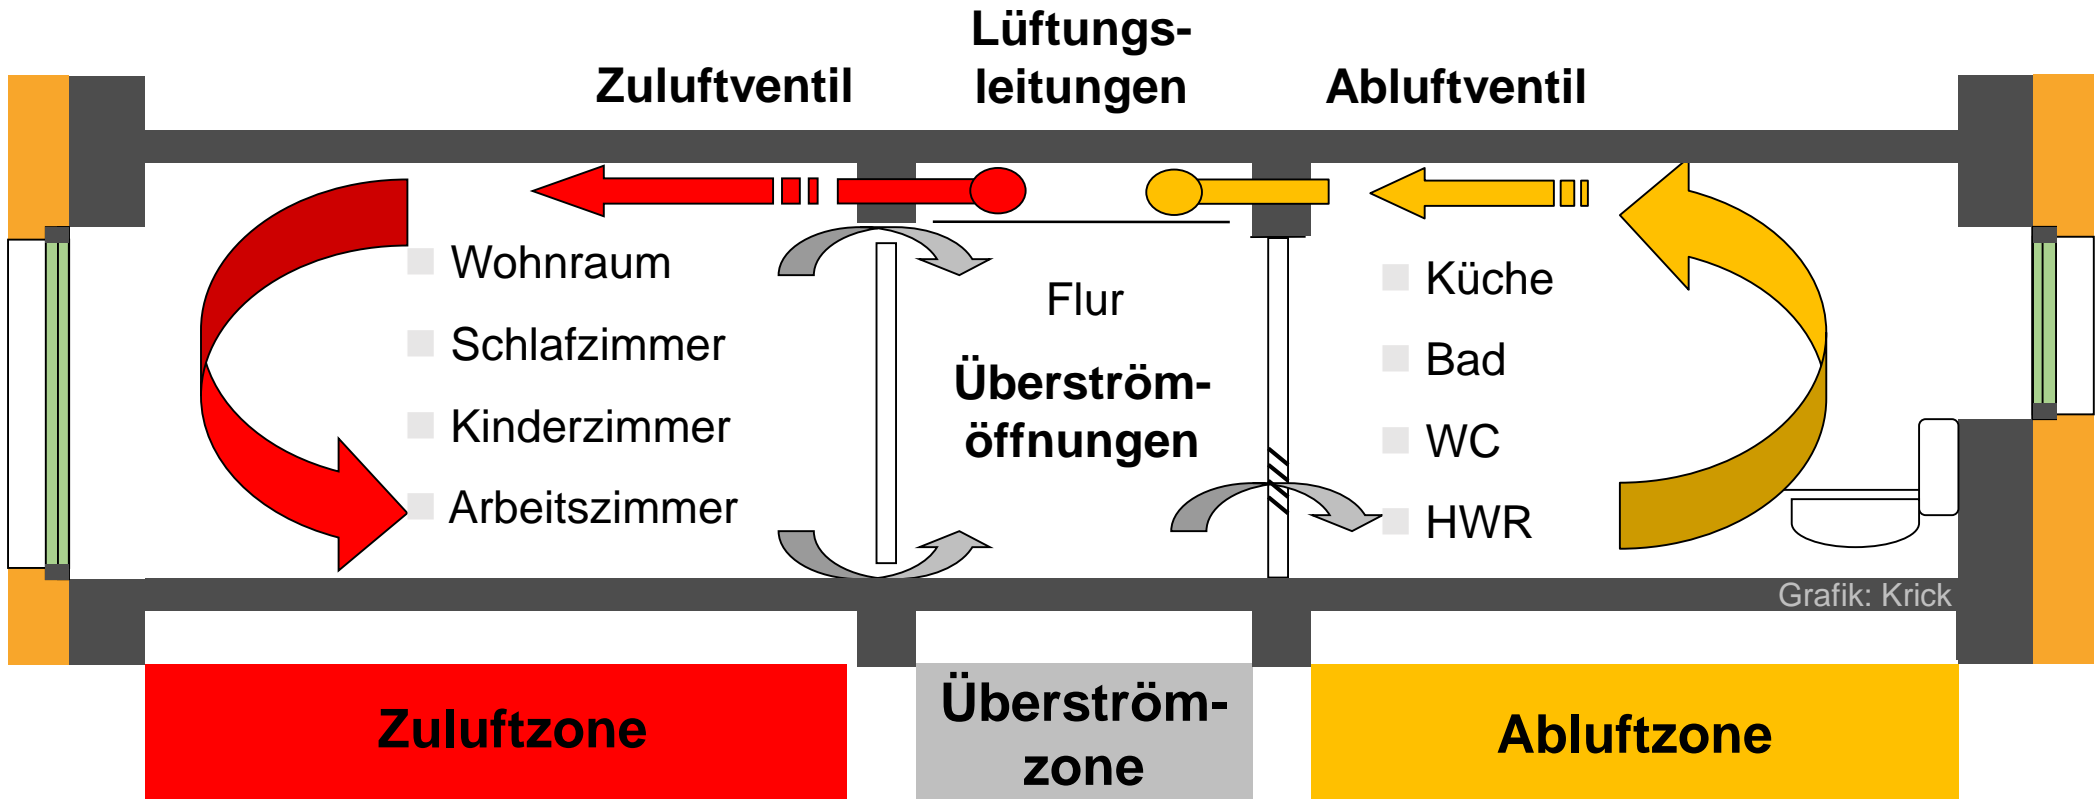 Lüftungs-
leitungen
Zuluftventil
Abluftventil
Wohnraum
Schlafzimmer
Kinderzimmer
Arbeitszimmer
Flur
Überström-
öffnungen
Küche
Bad
WC
HWR
Grafik: Krick
Zuluftzone
Überström-
zone
Abluftzone